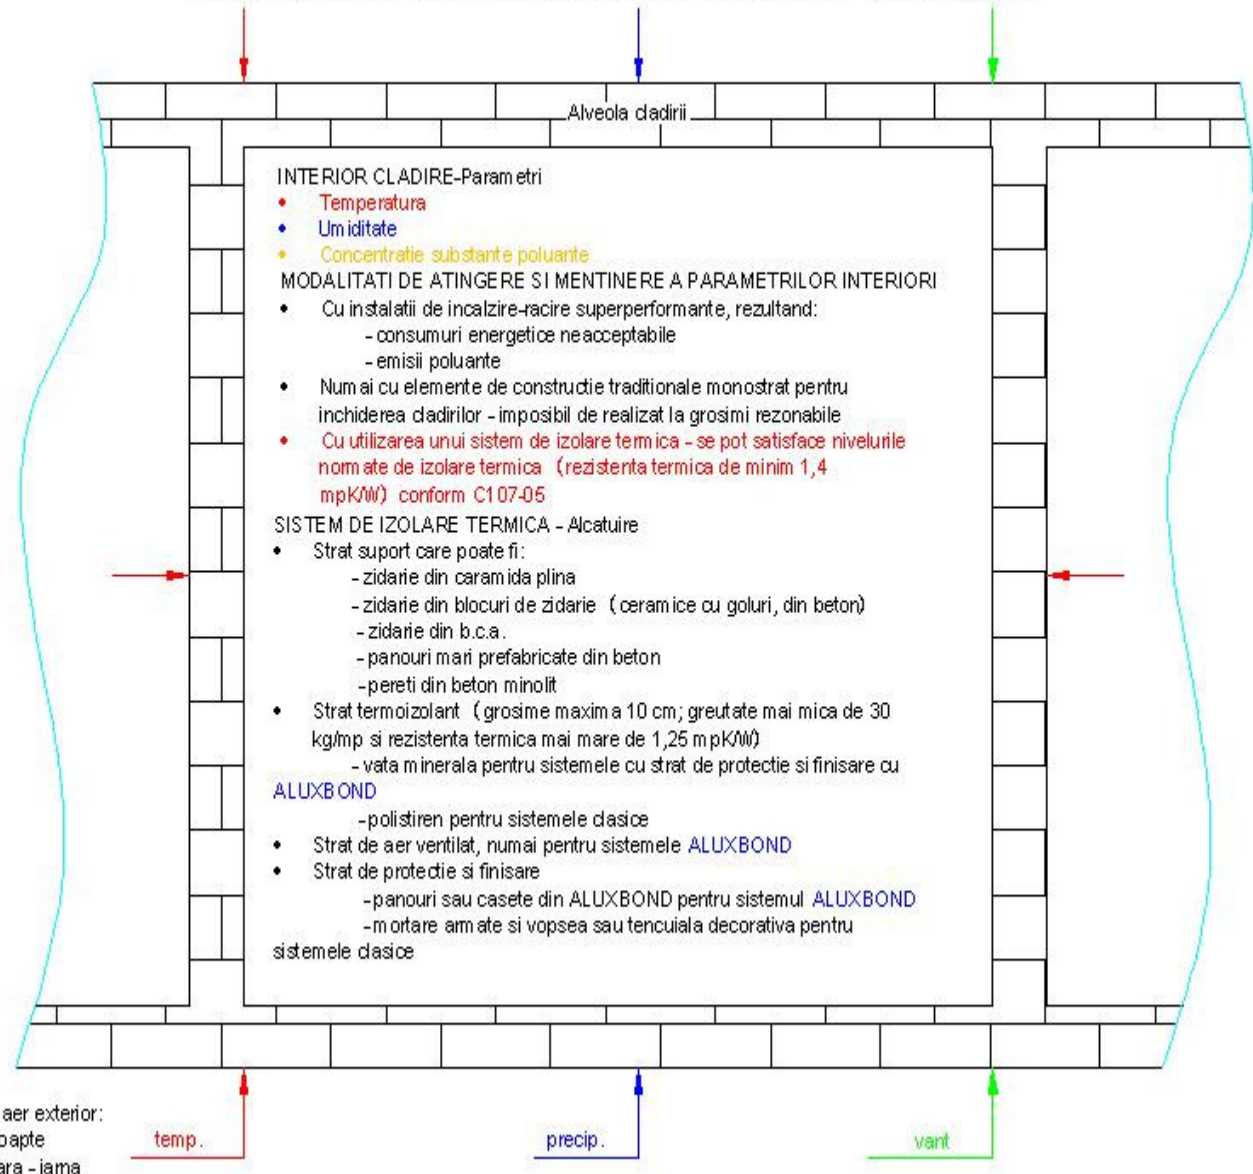 Alveola cladirii
INTERIOR CLADIRE-Parametri
• Temperatura
• Umiditate
• Concentratie substante poluante
MODALITATI DE ATINGERE SI MENTINERE A PARAMETRILOR INTERIORI
• Cu instalatii de incalzire-racire superperformante, rezultand:
- consumuri energetice neacceptabile
- emisii poluante
• Numai cu elemente de constructie traditionale monostrat pentru
inchiderea cladirilor - imposibil de realizat la grosimi rezonabile
• Cu utilizarea unui sistem de izolare termica - se pot satisface nivelurile
normate de izolare termica (rezistenta termica de minim 1,4
mpK/W) conform C107-05
SISTEM DE IZOLARE TERMICA - Alcatuire
• Strat suport care poate fi:
- zidarie din caramida plina
- zidarie din blocuri de zidarie (ceramice cu goluri, din beton)
- zidarie din b.c.a.
- panouri mari prefabricate din beton
- pereti din beton minolit
• Strat termoizolant (grosime maxima 10 cm; greutate mai mica de 30
kg/mp si rezistenta termica mai mare de 1,25 mpK/W)
- vata minerala pentru sistemele cu strat de protectie si finisare cu
ALUXBOND
- polistiren pentru sistemele clasice
• Strat de aer ventilat, numai pentru sistemele ALUXBOND
• Strat de protectie si finisare
- panouri sau casete din ALUXBOND pentru sistemul ALUXBOND
- mortare armate si vopsea sau tencuiala decorativa pentru
sistemele clasice
aer exterior:
temp.
precip.
vant
- iarna